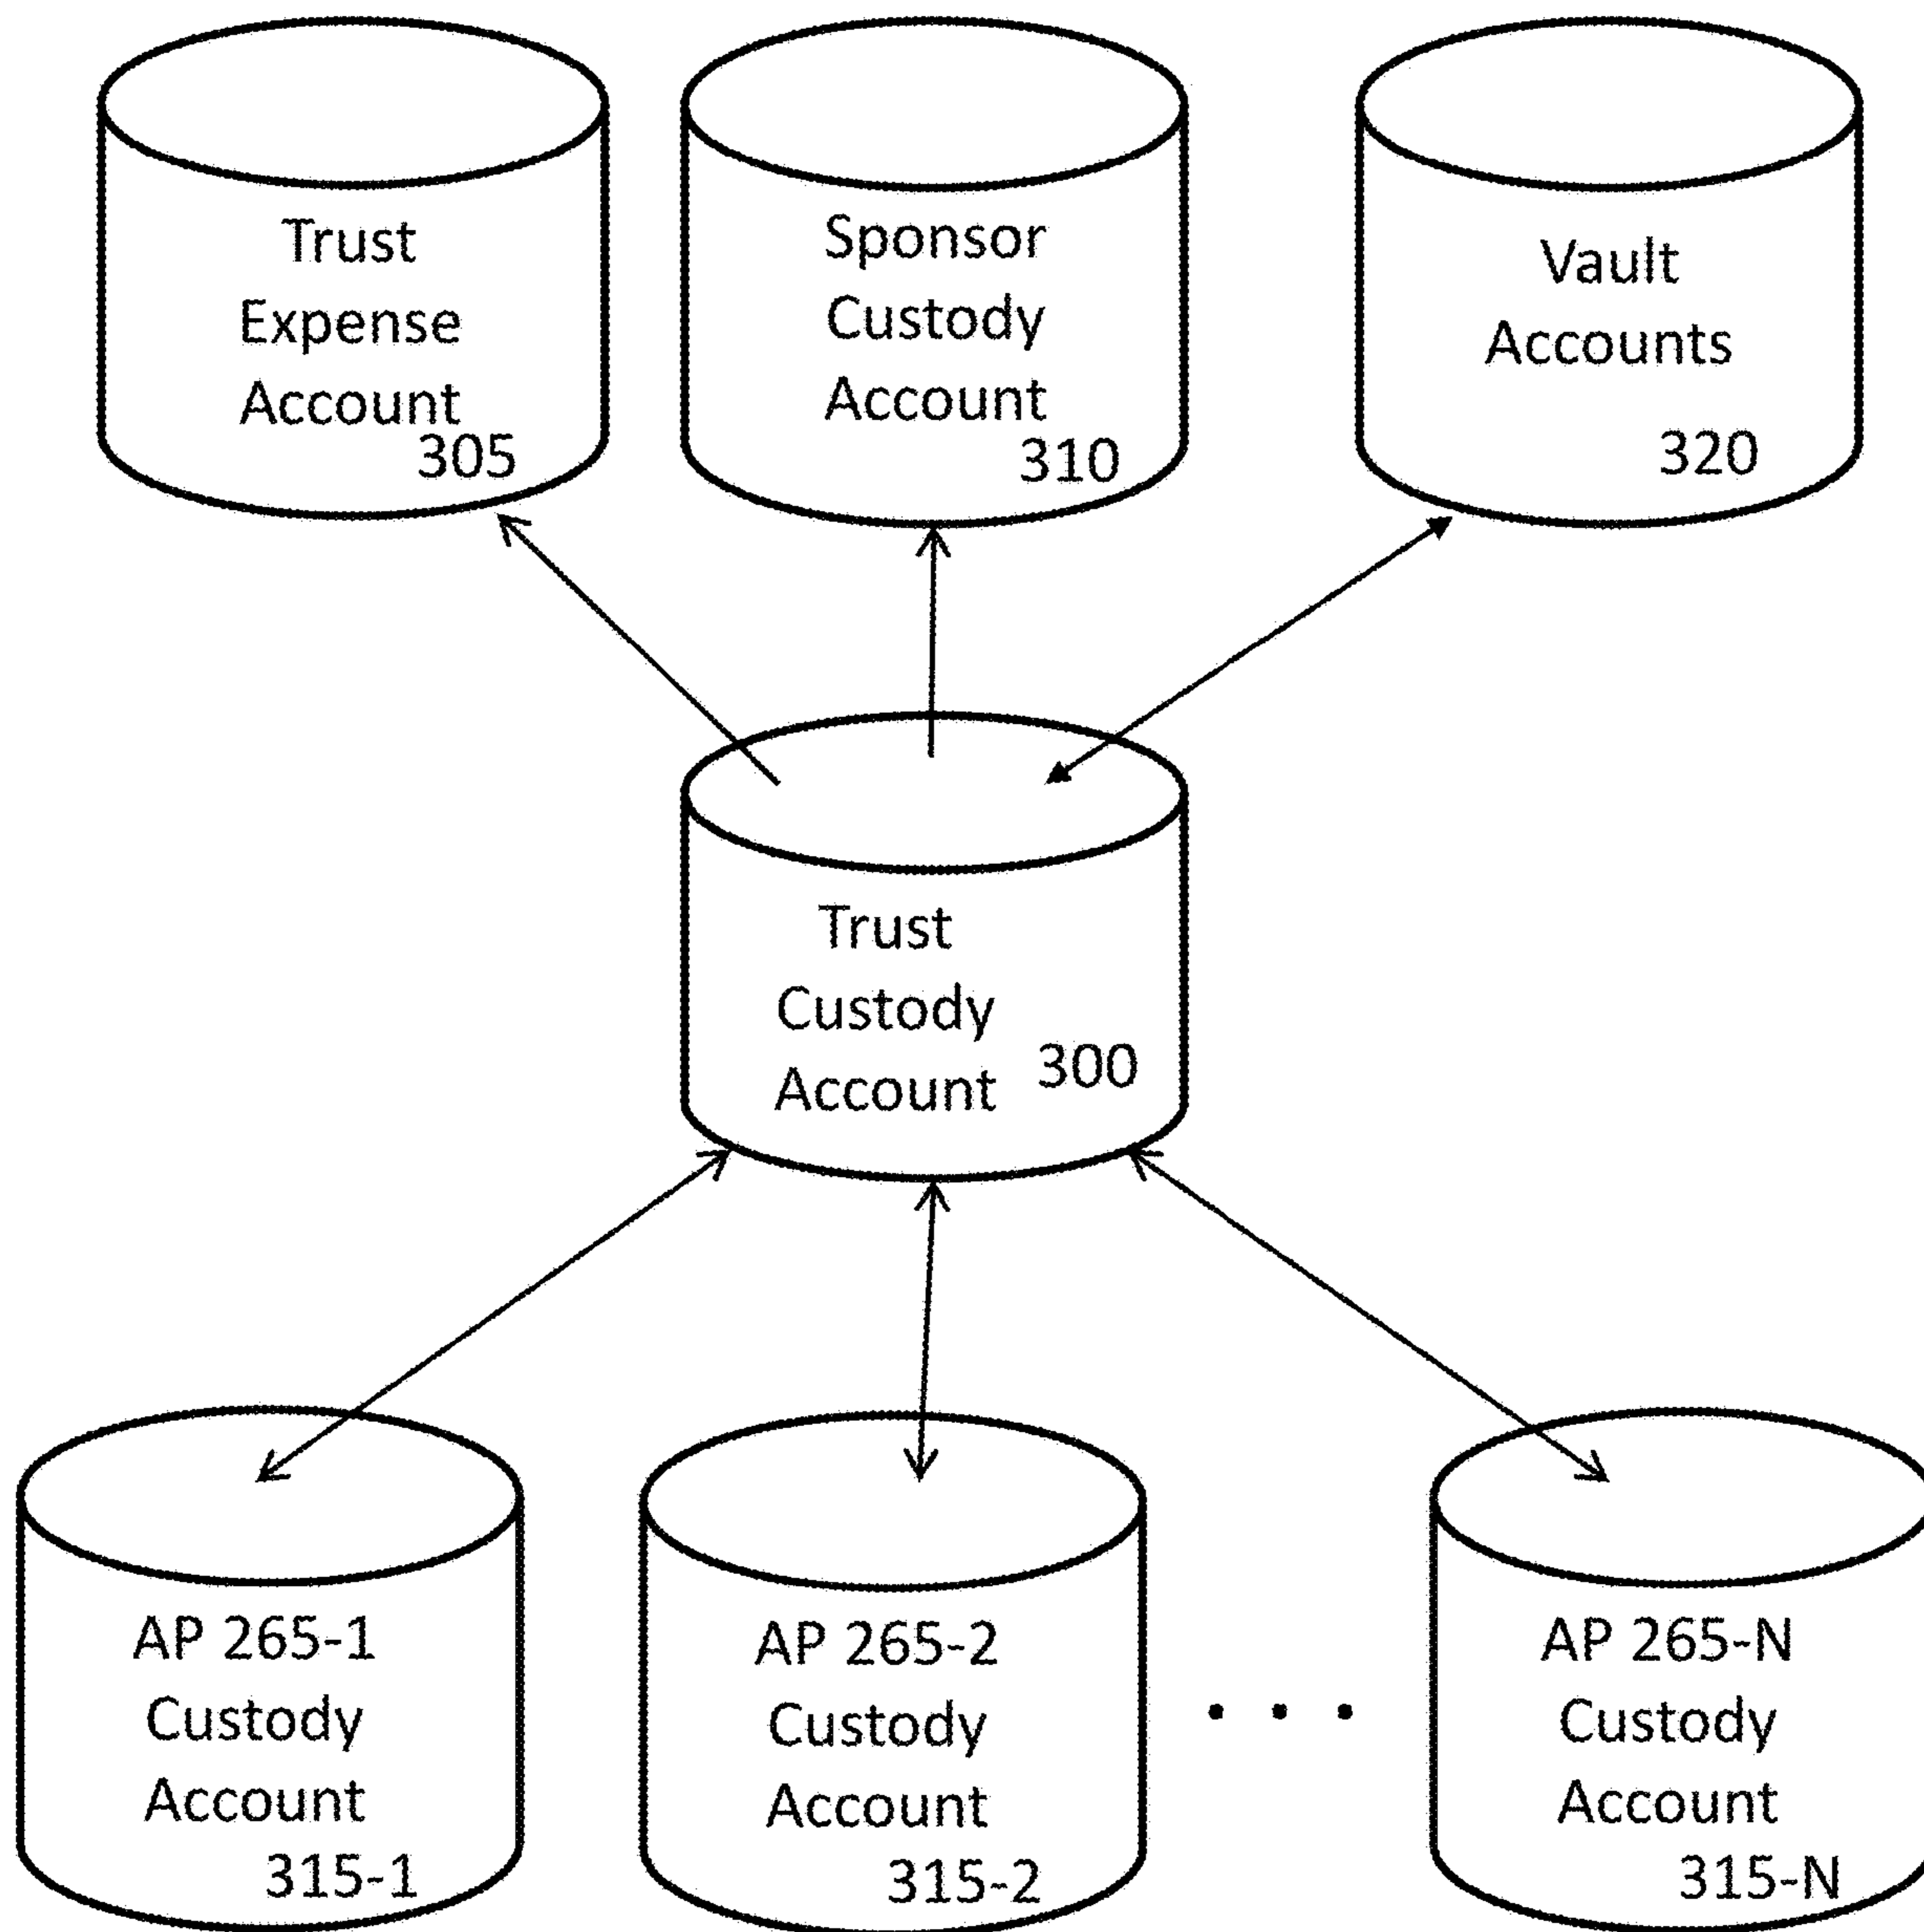 Trust
Expense
Account
305
Sponsor
Custody
Account
310
Vault
Accounts
320
Trust
Custody
Account 300
AP 265-1
Custody
Account
315-1
AP 265-2
Custody
Account
315-2
. . .
AP 265-N
Custody
Account
315-N